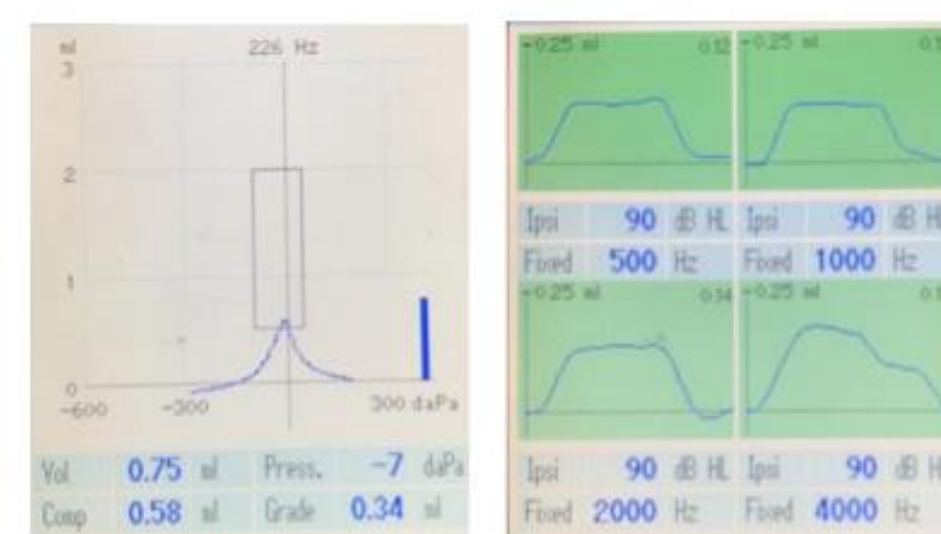 ml 226 Hz
3
2
1
0
-600 -300 300 daPa
Vol 0.75 ml Press. -7 daPa
Comp 0.58 ml Grade 0.34 ml
-0.25 ml 0.12 -0.25 ml
Ipsi 90 dB HL Ipsi 90 dB H
Fixed 500 Hz Fixed 1000 Hz
-0.25 ml 0.14 -0.25 ml
Ipsi 90 dB HL Ipsi 90 dB H
Fixed 2000 Hz Fixed 4000 Hz